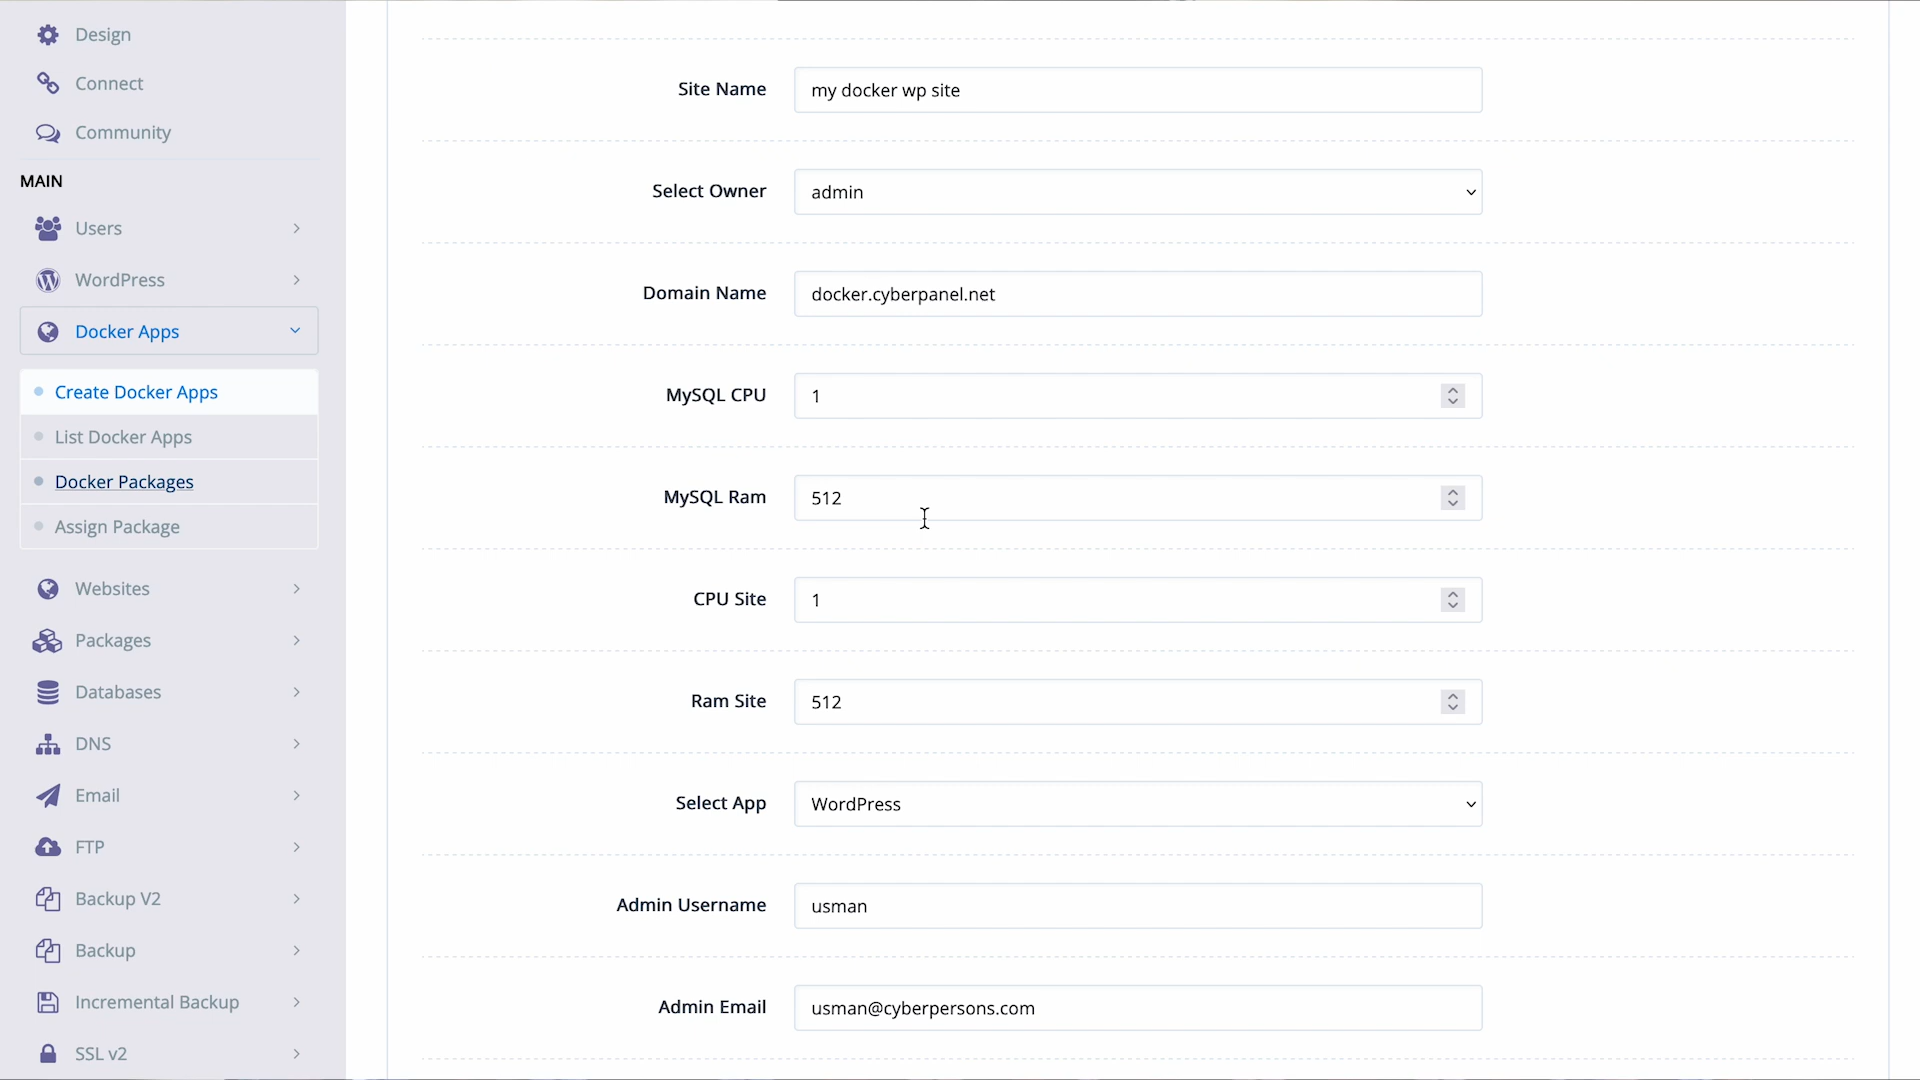 Design
Connect
Community
MAIN
Users
WordPress
Docker Apps
Create Docker Apps
List Docker Apps
Docker Packages
Assign Package
Websites
Packages
Databases
DNS
Email
FTP
Backup V2
Backup
Incremental Backup
SSL v2
Site Name my docker wp site
Select Owner admin
Domain Name docker.cyberpanel.net
MySQL CPU 1
MySQL Ram 512
CPU Site 1
Ram Site 512
Select App WordPress
Admin Username usman
Admin Email usman@cyberpersons.com